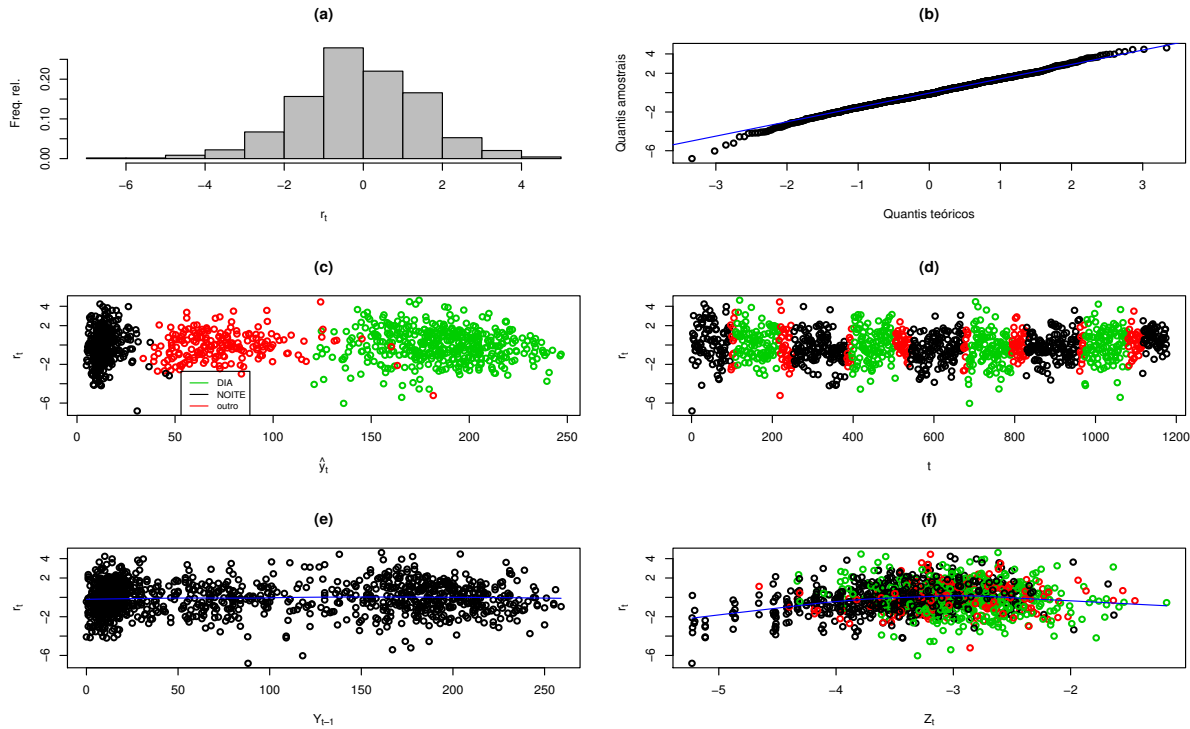 (a)
Freq. rel.
0.00 0.10 0.20
−6 −4 −2 0 2 4
r_t
(b)
Quantis amostrais
−6 −2 2 4
−3 −2 −1 0 1 2 3
Quantis teóricos
(c)
r_t
−6 −2 2 4
DIA
NOITE
outro
0 50 100 150 200 250
ŷ_t
(d)
r_t
−6 −2 2 4
0 200 400 600 800 1000 1200
t
(e)
r_t
−6 −2 2 4
0 50 100 150 200 250
Y_{t−1}
(f)
r_t
−6 −2 2 4
−5 −4 −3 −2
Z_t